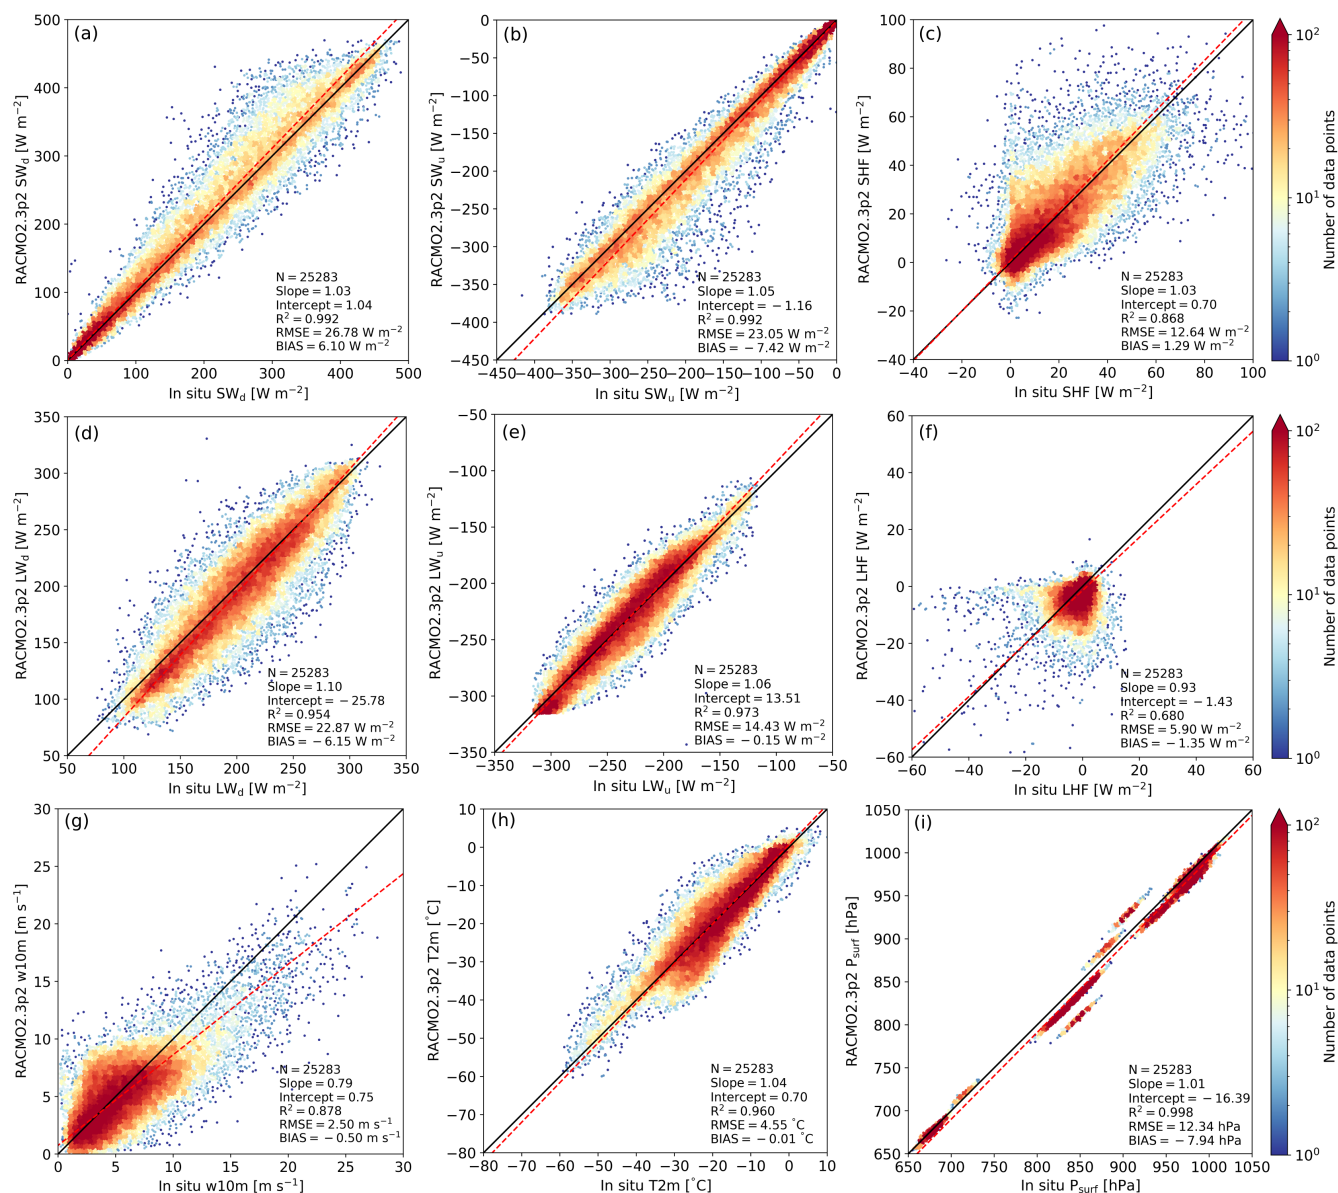 (a)
500
400
300
200
100
0
0
100
200
300
400
500
RACMO2.3p2 SW_d [W m⁻²]
In situ SW_d [W m⁻²]
N = 25283
Slope = 1.03
Intercept = 1.04
R² = 0.992
RMSE = 26.78 W m⁻²
BIAS = 6.10 W m⁻²
(b)
0
−50
−100
−150
−200
−250
−300
−350
−400
−450
−450
−400
−350
−300
−250
−200
−150
−100
−50
0
RACMO2.3p2 SW_u [W m⁻²]
In situ SW_u [W m⁻²]
N = 25283
Slope = 1.05
Intercept = − 1.16
R² = 0.992
RMSE = 23.05 W m⁻²
BIAS = − 7.42 W m⁻²
(c)
100
80
60
40
20
0
−20
−40
−40
−20
0
20
40
60
80
100
RACMO2.3p2 SHF [W m⁻²]
In situ SHF [W m⁻²]
N = 25283
Slope = 1.03
Intercept = 0.70
R² = 0.868
RMSE = 12.64 W m⁻²
BIAS = 1.29 W m⁻²
10²
10¹
10⁰
Number of data points
(d)
350
300
250
200
150
100
50
50
100
150
200
250
300
350
RACMO2.3p2 LW_d [W m⁻²]
In situ LW_d [W m⁻²]
N = 25283
Slope = 1.10
Intercept = − 25.78
R² = 0.954
RMSE = 22.87 W m⁻²
BIAS = − 6.15 W m⁻²
(e)
−50
−100
−150
−200
−250
−300
−350
−350
−300
−250
−200
−150
−100
−50
RACMO2.3p2 LW_u [W m⁻²]
In situ LW_u [W m⁻²]
N = 25283
Slope = 1.06
Intercept = 13.51
R² = 0.973
RMSE = 14.43 W m⁻²
BIAS = − 0.15 W m⁻²
(f)
60
40
20
0
−20
−40
−60
−60
−40
−20
0
20
40
60
RACMO2.3p2 LHF [W m⁻²]
In situ LHF [W m⁻²]
N = 25283
Slope = 0.93
Intercept = − 1.43
R² = 0.680
RMSE = 5.90 W m⁻²
BIAS = − 1.35 W m⁻²
10²
10¹
10⁰
Number of data points
(g)
30
25
20
15
10
5
0
0
5
10
15
20
25
30
RACMO2.3p2 w10m [m s⁻¹]
In situ w10m [m s⁻¹]
N = 25283
Slope = 0.79
Intercept = 0.75
R² = 0.878
RMSE = 2.50 m s⁻¹
BIAS = − 0.50 m s⁻¹
(h)
10
0
−10
−20
−30
−40
−50
−60
−70
−80
−80
−70
−60
−50
−40
−30
−20
−10
0
10
RACMO2.3p2 T2m [°C]
In situ T2m [°C]
N = 25283
Slope = 1.04
Intercept = 0.70
R² = 0.960
RMSE = 4.55 °C
BIAS = − 0.01 °C
(i)
1050
1000
950
900
850
800
750
700
650
650
700
750
800
850
900
950
1000
1050
RACMO2.3p2 P_surf [hPa]
In situ P_surf [hPa]
N = 25283
Slope = 1.01
Intercept = − 16.39
R² = 0.998
RMSE = 12.34 hPa
BIAS = − 7.94 hPa
10²
10¹
10⁰
Number of data points